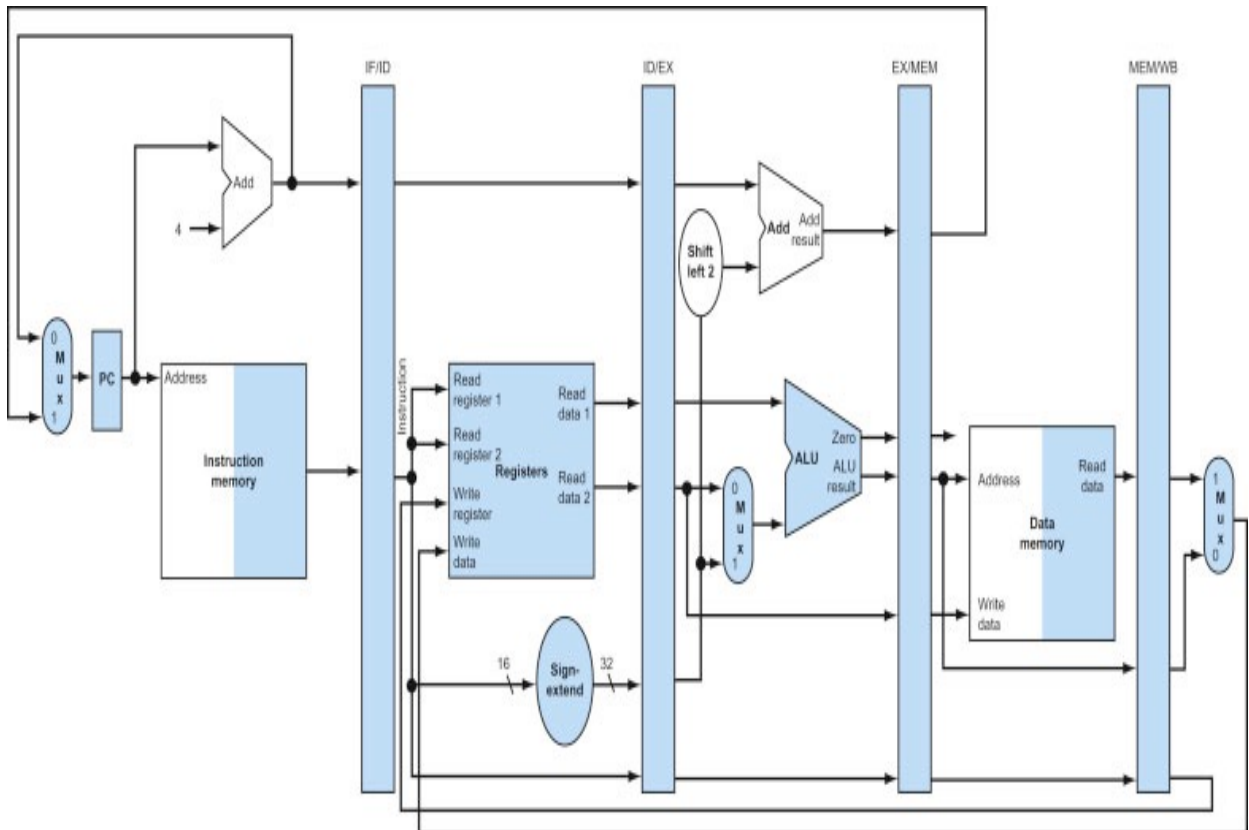 IF/ID
ID/EX
EX/MEM
MEM/WB
Add
4
Add
Add
result
Shift
left 2
0
M
u
x
1
PC
Address
Instruction
memory
Instruction
Read
register 1
Read
register 2
Write
register
Write
data
Registers
Read
data 1
Read
data 2
0
M
u
x
1
ALU
Zero
ALU
result
Address
Write
data
Data
memory
Read
data
1
M
u
x
0
16
Sign-
extend
32